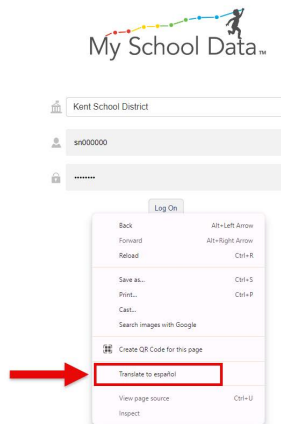 My School Data™
Kent School District
sn000000
••••••••
Log On
Back Alt+Left Arrow
Forward Alt+Right Arrow
Reload Ctrl+R
Save as... Ctrl+S
Print... Ctrl+P
Cast...
Search images with Google
Create QR Code for this page
Translate to español
View page source Ctrl+U
Inspect